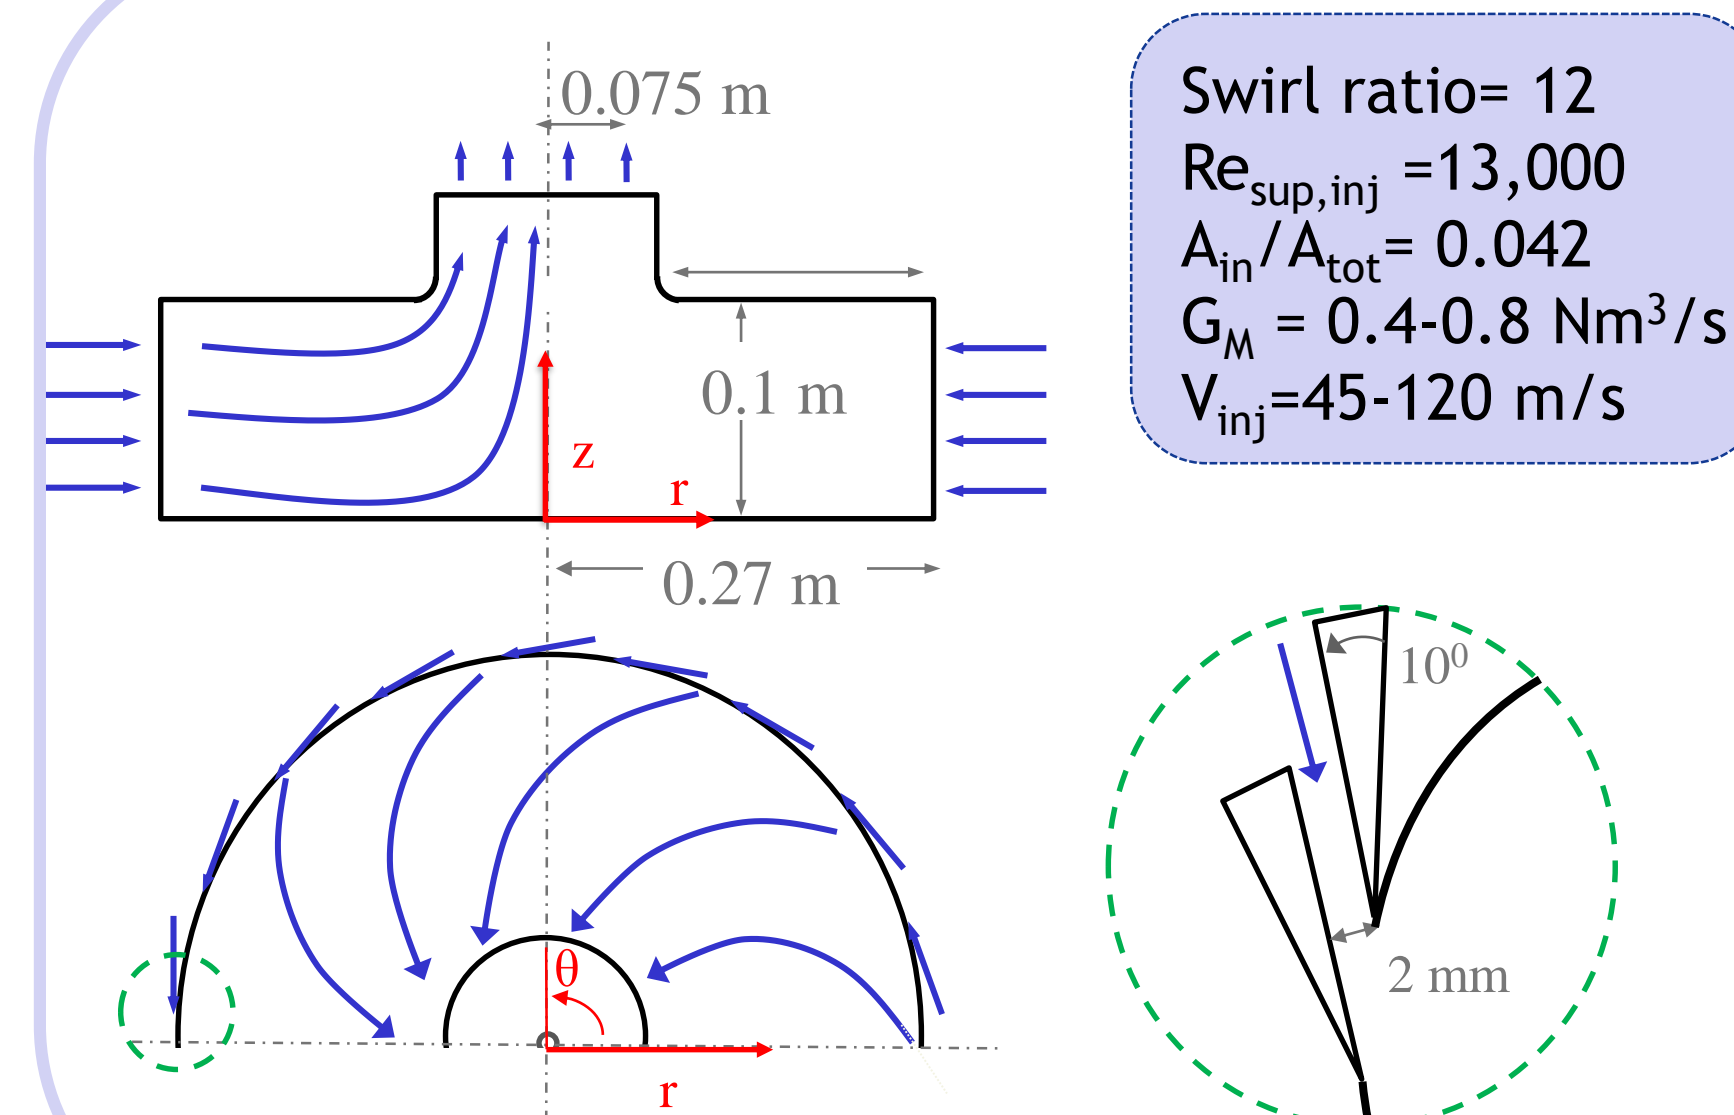 0.075 m
Swirl ratio= 12
Re_sup,inj =13,000
A_in/A_tot= 0.042
G_M = 0.4-0.8 Nm³/s
V_inj=45-120 m/s
0.1 m
z
r
0.27 m
10⁰
2 mm
θ
r